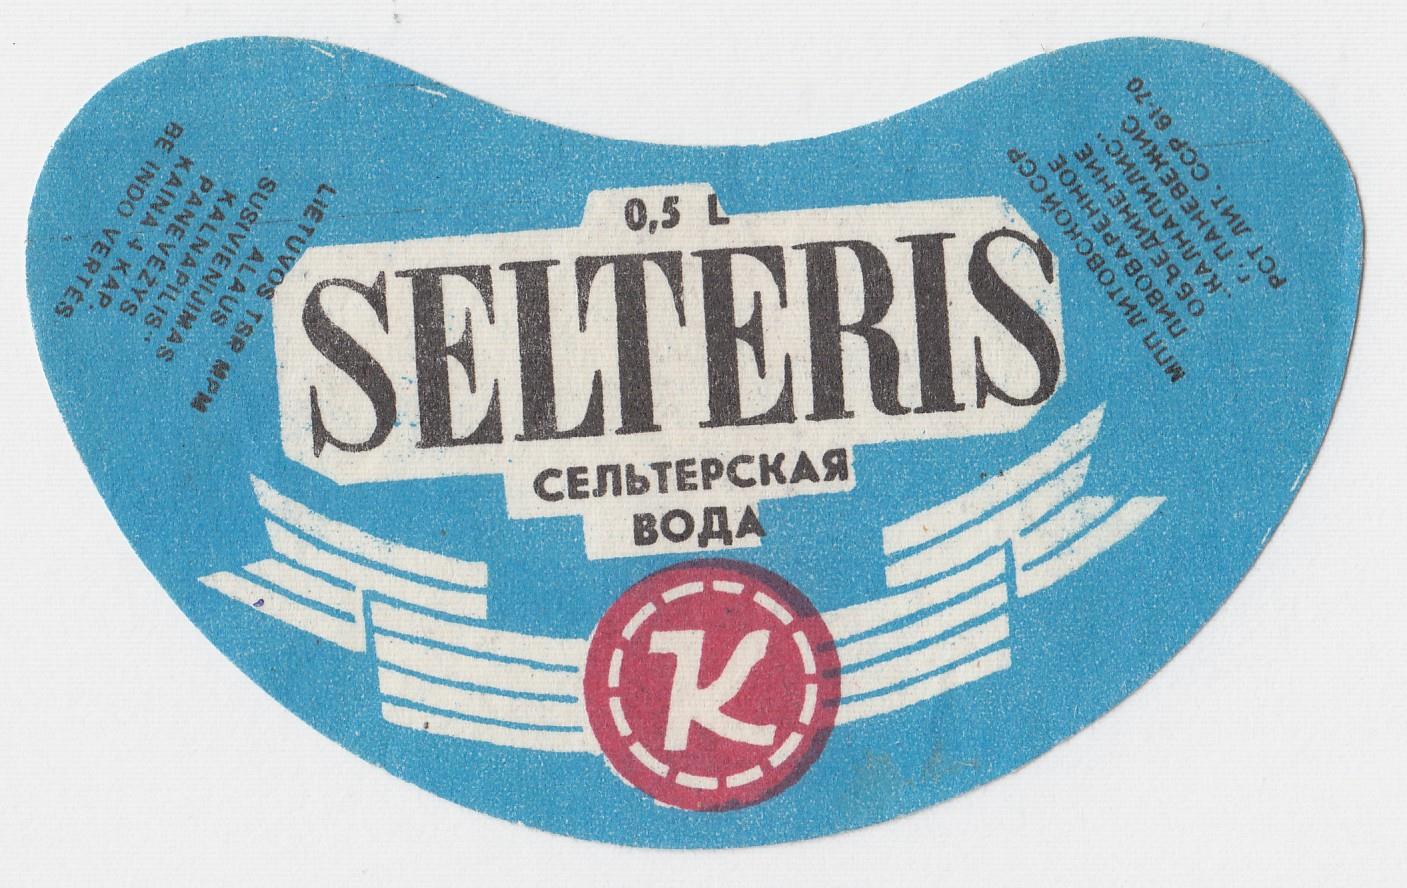 0,5 L
SELTERIS
СЕЛЬТЕРСКАЯ
ВОДА
K
LIETUVOS TSR MPM
ALAUS
SUSIVIENIJIMAS
„KALNAPILIS“
PANEVEZYS
KAINA 4 KAP.
BE INDO VERTĖS
МПП ЛИТОВСКОЙ ССР
ПИВОВАРЕННОЕ
ОБЪЕДИНЕНИЕ
„КАЛНАПИЛИС“
Г. ПАНЕВЕЖИС
РСТ ЛИТ. ССР 61-70